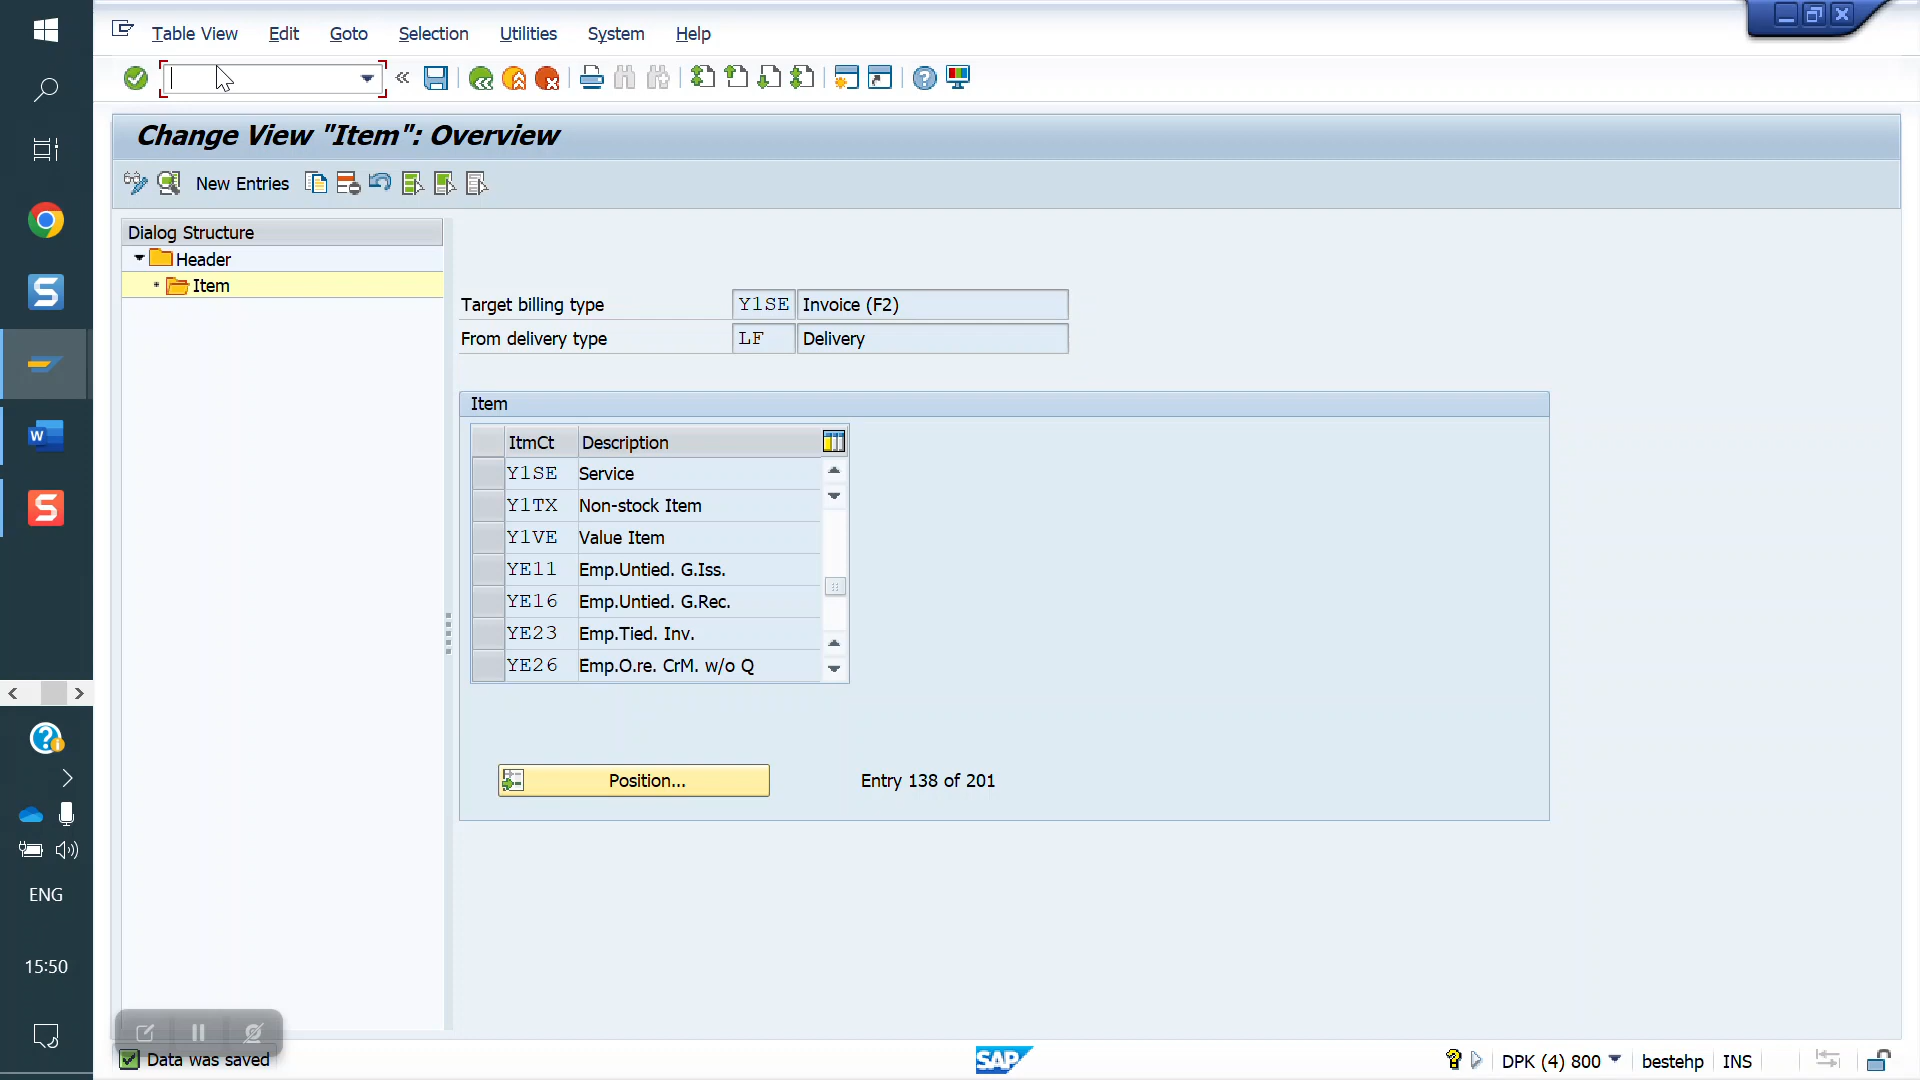 Table View Edit Goto Selection Utilities System Help
Change View "Item": Overview
New Entries
Dialog Structure
Header
Item
Target billing type Y1SE Invoice (F2)
From delivery type LF Delivery
Item
ItmCt Description
Y1SE Service
Y1TX Non-stock Item
Y1VE Value Item
YE11 Emp.Untied. G.Iss.
YE16 Emp.Untied. G.Rec.
YE23 Emp.Tied. Inv.
YE26 Emp.O.re. CrM. w/o Q
Position... Entry 138 of 201
ENG
15:50
Data was saved
SAP
DPK (4) 800 bestehp INS